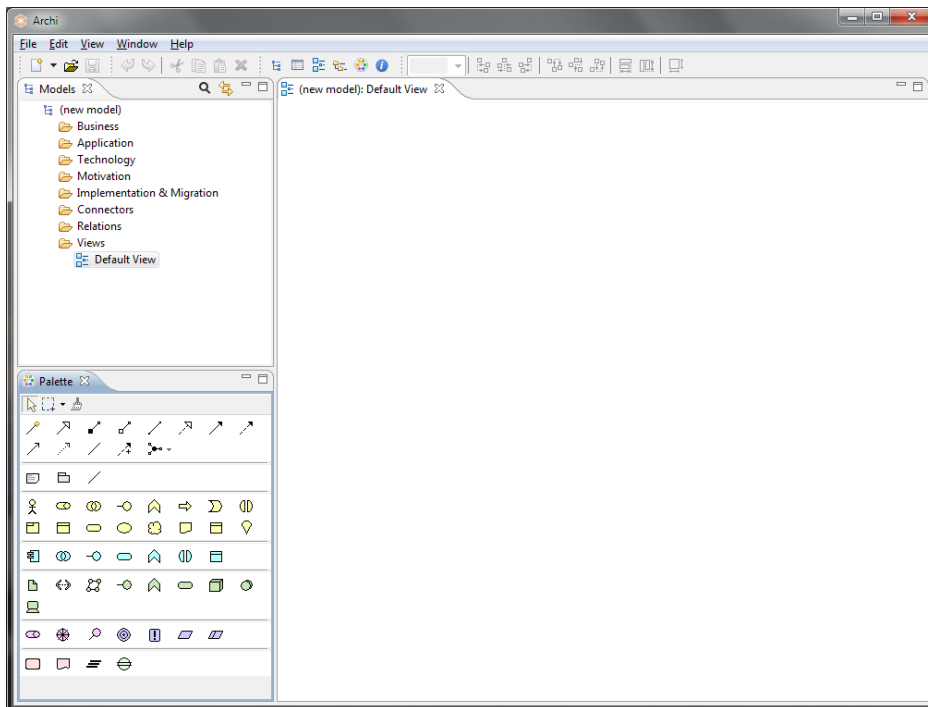 Archi
File Edit View Window Help
Models
(new model): Default View
(new model)
Business
Application
Technology
Motivation
Implementation & Migration
Connectors
Relations
Views
Default View
Palette